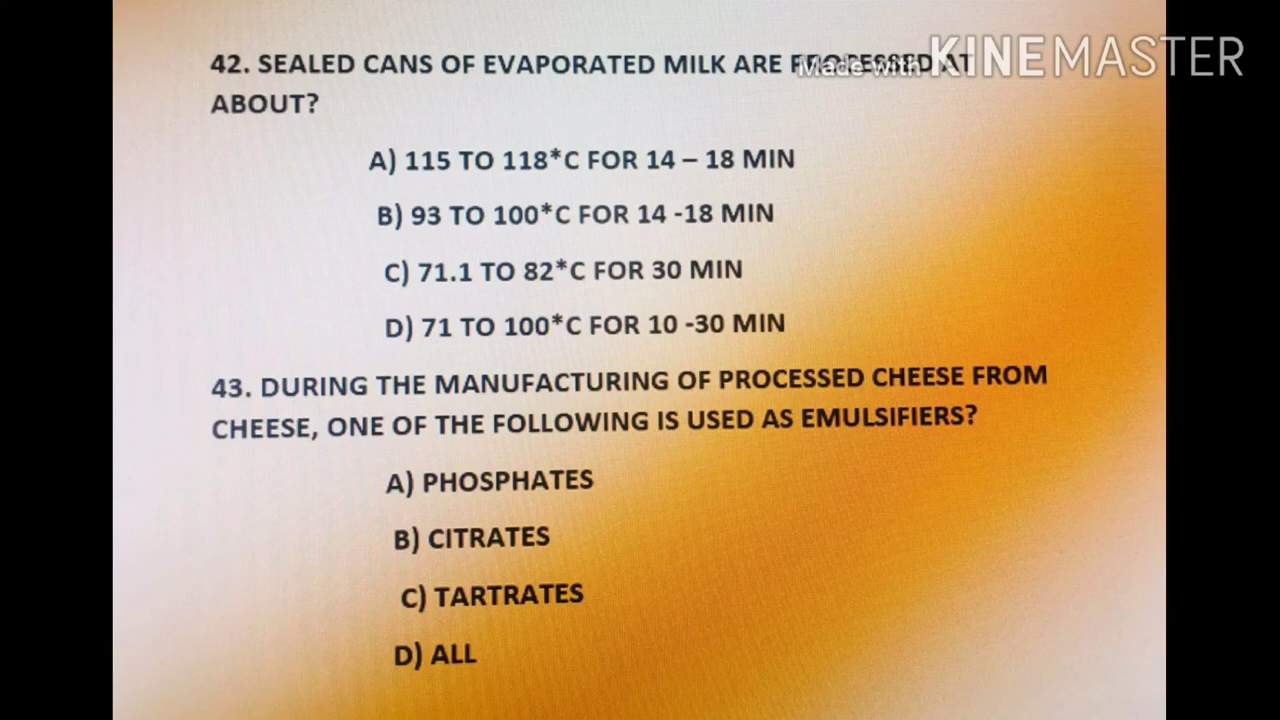 42. SEALED CANS OF EVAPORATED MILK ARE PROCESSED AT
Made with KINEMASTER
ABOUT?
A) 115 TO 118*C FOR 14 – 18 MIN
B) 93 TO 100*C FOR 14 -18 MIN
C) 71.1 TO 82*C FOR 30 MIN
D) 71 TO 100*C FOR 10 -30 MIN
43. DURING THE MANUFACTURING OF PROCESSED CHEESE FROM
CHEESE, ONE OF THE FOLLOWING IS USED AS EMULSIFIERS?
A) PHOSPHATES
B) CITRATES
C) TARTRATES
D) ALL